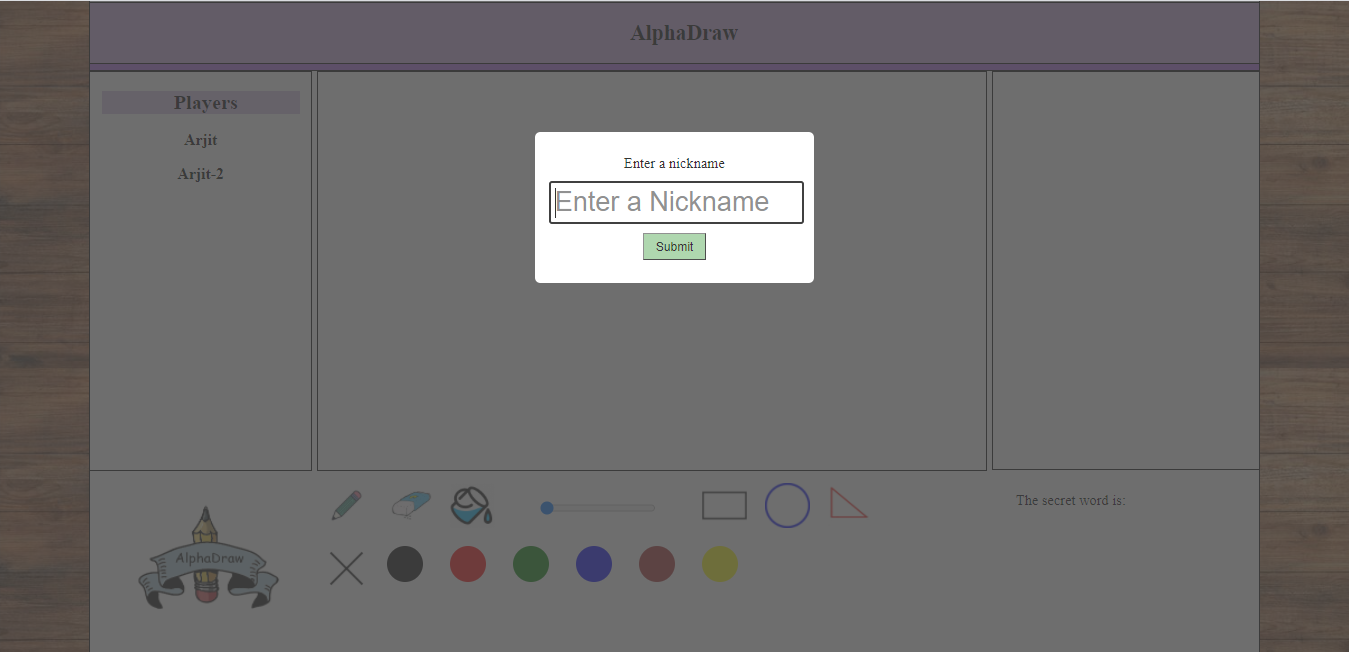 AlphaDraw
Players
Arjit
Arjit-2
Enter a nickname
Enter a Nickname
Submit
AlphaDraw
The secret word is: